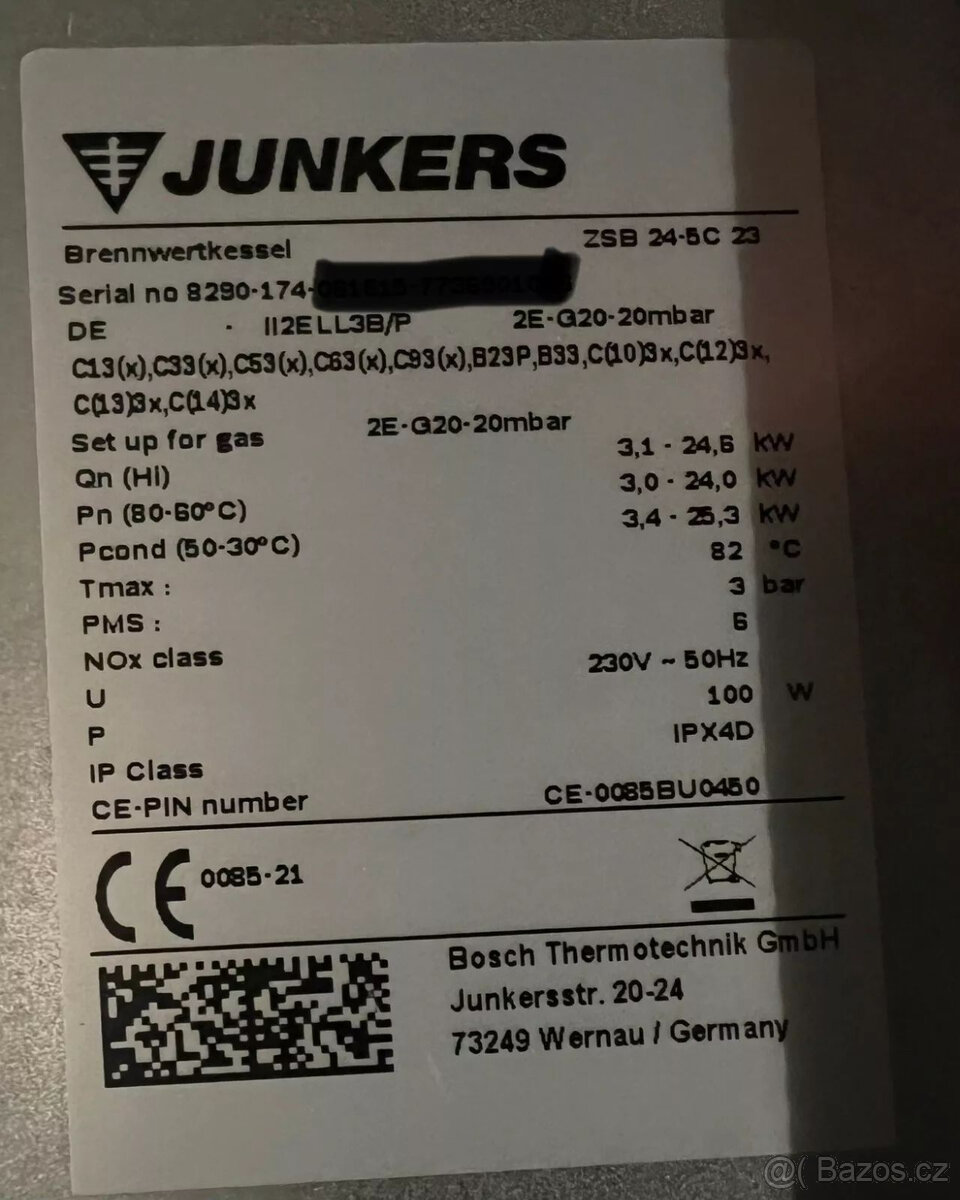 JUNKERS
Brennwertkessel ZSB 24-5C 23
Serial no 8290-174-
DE - II2ELL3B/P 2E-G20-20mbar
C13(x),C33(x),C53(x),C63(x),C93(x),B23P,B33,C(10)3x,C(12)3x,
C(13)3x,C(14)3x
Set up for gas 2E-G20-20mbar
Qn (Hi) 3,1 - 24,6 kW
Pn (80-60°C) 3,0 - 24,0 kW
Pcond (50-30°C) 3,4 - 25,3 kW
Tmax : 82 °C
PMS : 3 bar
NOx class 6
U 230V ~ 50Hz
P 100 W
IP Class IPX4D
CE-PIN number CE-0085BU0450
CE 0085-21
Bosch Thermotechnik GmbH
Junkersstr. 20-24
73249 Wernau / Germany
@( Bazos.cz